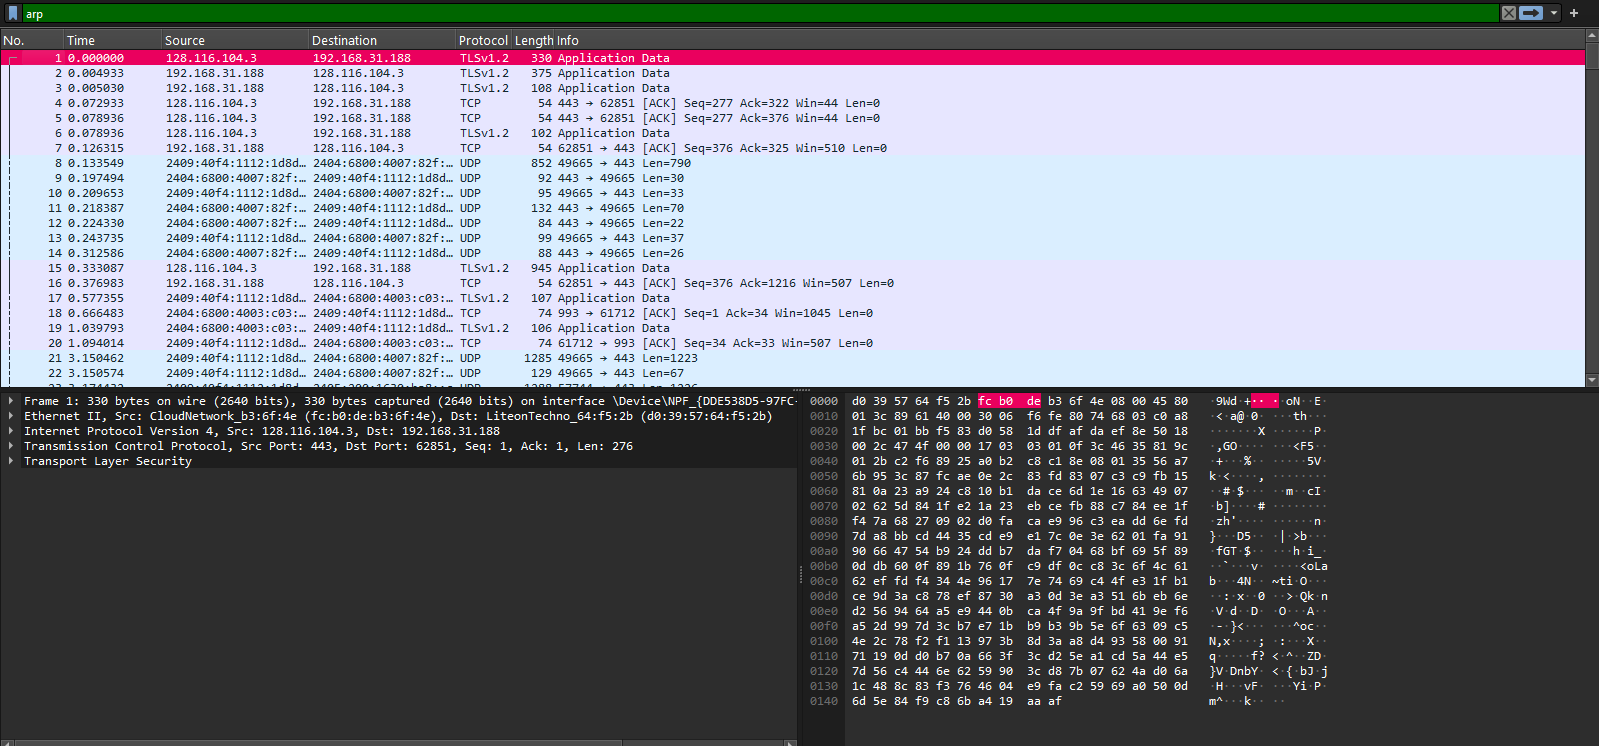 arp
No. Time Source Destination Protocol Length Info
1 0.000000 128.116.104.3 192.168.31.188 TLSv1.2 330 Application Data
2 0.004933 192.168.31.188 128.116.104.3 TLSv1.2 375 Application Data
3 0.005030 192.168.31.188 128.116.104.3 TLSv1.2 108 Application Data
4 0.072933 128.116.104.3 192.168.31.188 TCP 54 443 → 62851 [ACK] Seq=277 Ack=322 Win=44 Len=0
5 0.078936 128.116.104.3 192.168.31.188 TCP 54 443 → 62851 [ACK] Seq=277 Ack=376 Win=44 Len=0
6 0.078936 128.116.104.3 192.168.31.188 TLSv1.2 102 Application Data
7 0.126315 192.168.31.188 128.116.104.3 TCP 54 62851 → 443 [ACK] Seq=376 Ack=325 Win=510 Len=0
8 0.133549 2409:40f4:1112:1d8d… 2404:6800:4007:82f:… UDP 852 49665 → 443 Len=790
9 0.197494 2404:6800:4007:82f:… 2409:40f4:1112:1d8d… UDP 92 443 → 49665 Len=30
10 0.209653 2409:40f4:1112:1d8d… 2404:6800:4007:82f:… UDP 95 49665 → 443 Len=33
11 0.218387 2404:6800:4007:82f:… 2409:40f4:1112:1d8d… UDP 132 443 → 49665 Len=70
12 0.224330 2404:6800:4007:82f:… 2409:40f4:1112:1d8d… UDP 84 443 → 49665 Len=22
13 0.243735 2409:40f4:1112:1d8d… 2404:6800:4007:82f:… UDP 99 49665 → 443 Len=37
14 0.312586 2404:6800:4007:82f:… 2409:40f4:1112:1d8d… UDP 88 443 → 49665 Len=26
15 0.333087 128.116.104.3 192.168.31.188 TLSv1.2 945 Application Data
16 0.376983 192.168.31.188 128.116.104.3 TCP 54 62851 → 443 [ACK] Seq=376 Ack=1216 Win=507 Len=0
17 0.577355 2409:40f4:1112:1d8d… 2404:6800:4003:c03:… TLSv1.2 107 Application Data
18 0.666483 2404:6800:4003:c03:… 2409:40f4:1112:1d8d… TCP 74 993 → 61712 [ACK] Seq=1 Ack=34 Win=1045 Len=0
19 1.039793 2404:6800:4003:c03:… 2409:40f4:1112:1d8d… TLSv1.2 106 Application Data
20 1.094014 2409:40f4:1112:1d8d… 2404:6800:4003:c03:… TCP 74 61712 → 993 [ACK] Seq=34 Ack=33 Win=507 Len=0
21 3.150462 2409:40f4:1112:1d8d… 2404:6800:4007:82f:… UDP 1285 49665 → 443 Len=1223
22 3.150574 2409:40f4:1112:1d8d… 2404:6800:4007:82f:… UDP 129 49665 → 443 Len=67
Frame 1: 330 bytes on wire (2640 bits), 330 bytes captured (2640 bits) on interface \Device\NPF_{DDE538D5-97FC-
Ethernet II, Src: CloudNetwork_b3:6f:4e (fc:b0:de:b3:6f:4e), Dst: LiteonTechno_64:f5:2b (d0:39:57:64:f5:2b)
Internet Protocol Version 4, Src: 128.116.104.3, Dst: 192.168.31.188
Transmission Control Protocol, Src Port: 443, Dst Port: 62851, Seq: 1, Ack: 1, Len: 276
Transport Layer Security
0000 d0 39 57 64 f5 2b fc b0 de b3 6f 4e 08 00 45 80 ·9Wd·+·· ··oN··E·
0010 01 3c 89 61 40 00 30 06 f6 fe 80 74 68 03 c0 a8 ·<·a@·0· ···th···
0020 1f bc 01 bb f5 83 d0 58 1d df af da ef 8e 50 18 ·······X ······P·
0030 00 2c 47 4f 00 00 17 03 03 01 0f 3c 46 35 81 9c ·,GO···· ···<F5··
0040 01 2b c2 f6 89 25 a0 b2 c8 c1 8e 08 01 35 56 a7 ·+···%·· ·····5V·
0050 6b 95 3c 87 fc ae 0e 2c 83 fd 83 07 c3 c9 fb 15 k·<····, ········
0060 81 0a 23 a9 24 c8 10 b1 da ce 6d 1e 16 63 49 07 ··#·$··· ··m··cI·
0070 02 62 5d 84 1f e2 1a 23 eb ce fb 88 c7 84 ee 1f ·b]····# ········
0080 f4 7a 68 27 09 02 d0 fa ca e9 96 c3 ea dd 6e fd ·zh'···· ······n·
0090 7d a8 bb cd 44 35 cd e9 e1 7c 0e 3e 62 01 fa 91 }···D5·· ·|·>b···
00a0 90 66 47 54 b9 24 dd b7 da f7 04 68 bf 69 5f 89 ·fGT·$·· ···h·i_·
00b0 0d db 60 0f 89 1b 76 0f c9 df 0c c8 3c 6f 4c 61 ··`···v· ····<oLa
00c0 62 ef fd f4 34 4e 96 17 7e 74 69 c4 4f e3 1f b1 b···4N·· ~ti·O···
00d0 ce 9d 3a c8 78 ef 87 30 a3 0d 3e a3 51 6b eb 6e ··:·x··0 ··>·Qk·n
00e0 d2 56 94 64 a5 e9 44 0b ca 4f 9a 9f bd 41 9e f6 ·V·d··D· ·O···A··
00f0 a5 2d 99 7d 3c b7 e7 1b b9 b3 9b 5e 6f 63 09 c5 ·-·}<··· ···^oc··
0100 4e 2c 78 f2 f1 13 97 3b 8d 3a a8 d4 93 58 00 91 N,x····; ·:···X··
0110 71 19 0d d0 b7 0a 66 3f 3c d2 5e a1 cd 5a 44 e5 q·····f? <·^··ZD·
0120 7d 56 c4 44 6e 62 59 90 3c d8 7b 07 62 4a d0 6a }V·DnbY· <·{·bJ·j
0130 1c 48 8c 83 f3 76 46 04 e9 fa c2 59 69 a0 50 0d ·H···vF· ···Yi·P·
0140 6d 5e 84 f9 c8 6b a4 19 aa af m^···k·· ··